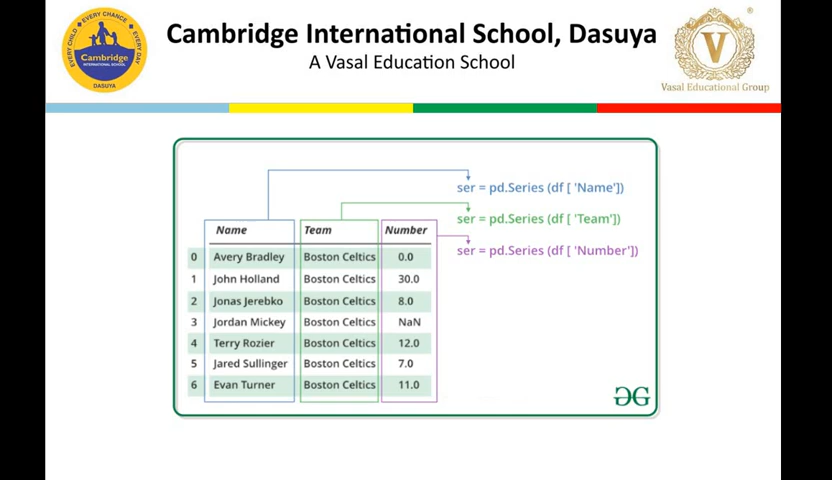 Cambridge International School, Dasuya
A Vasal Education School
EVERY CHILD ★ EVERY CHANCE ★ EVERY DAY
Cambridge
INTERNATIONAL SCHOOL
DASUYA
V
®
Vasal Educational Group
ser = pd.Series (df [ 'Name'])
ser = pd.Series (df [ 'Team'])
ser = pd.Series (df [ 'Number'])
Name Team Number
0 Avery Bradley Boston Celtics 0.0
1 John Holland Boston Celtics 30.0
2 Jonas Jerebko Boston Celtics 8.0
3 Jordan Mickey Boston Celtics NaN
4 Terry Rozier Boston Celtics 12.0
5 Jared Sullinger Boston Celtics 7.0
6 Evan Turner Boston Celtics 11.0